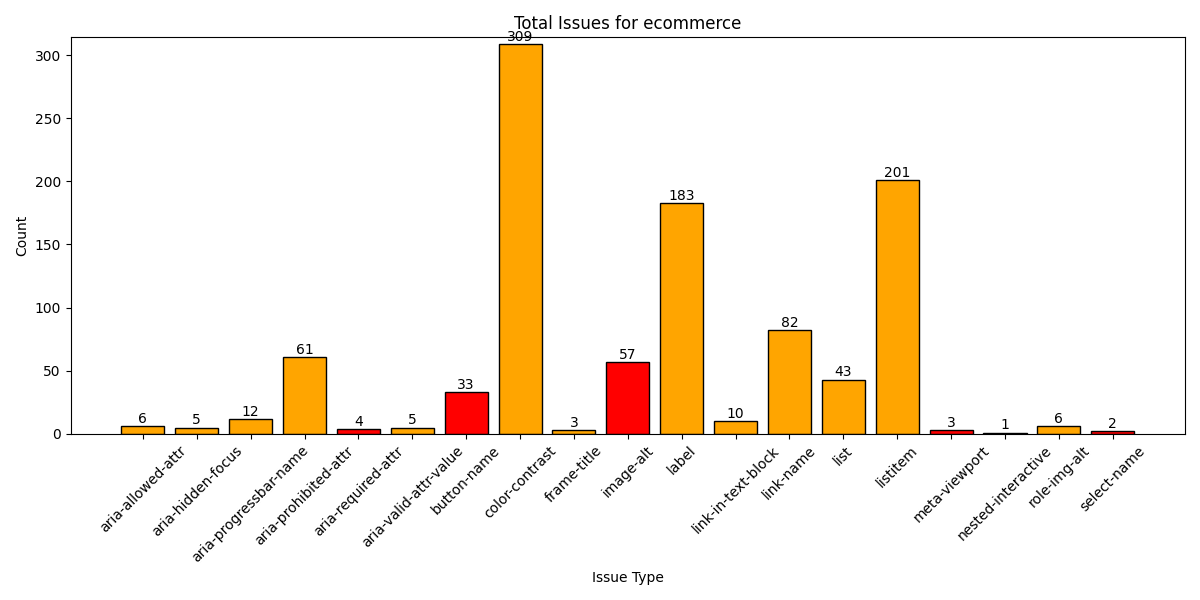 Total Issues for ecommerce
Count
300
250
200
150
100
50
0
6
5
12
61
4
5
33
309
3
57
183
10
82
43
201
3
1
6
2
aria-allowed-attr
aria-hidden-focus
aria-progressbar-name
aria-prohibited-attr
aria-required-attr
aria-valid-attr-value
button-name
color-contrast
frame-title
image-alt
label
link-in-text-block
link-name
list
listitem
meta-viewport
nested-interactive
role-img-alt
select-name
Issue Type